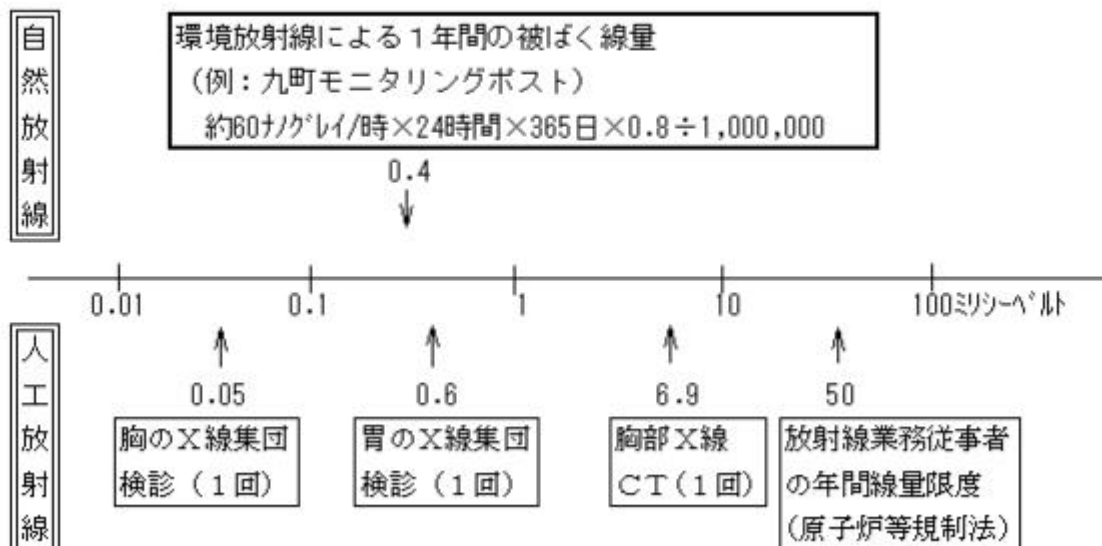 自然放射線
環境放射線による１年間の被ばく線量
（例：九町モニタリングポスト）
約60ﾅﾉｸﾞﾚｲ/時×24時間×365日×0.8÷1,000,000
0.4
0.01 0.1 1 10 100ﾐﾘｼｰﾍﾞﾙﾄ
人工放射線
0.05 0.6 6.9 50
胸のＸ線集団
検診（１回）
胃のＸ線集団
検診（１回）
胸部Ｘ線
ＣＴ(１回)
放射線業務従事者
の年間線量限度
(原子炉等規制法)